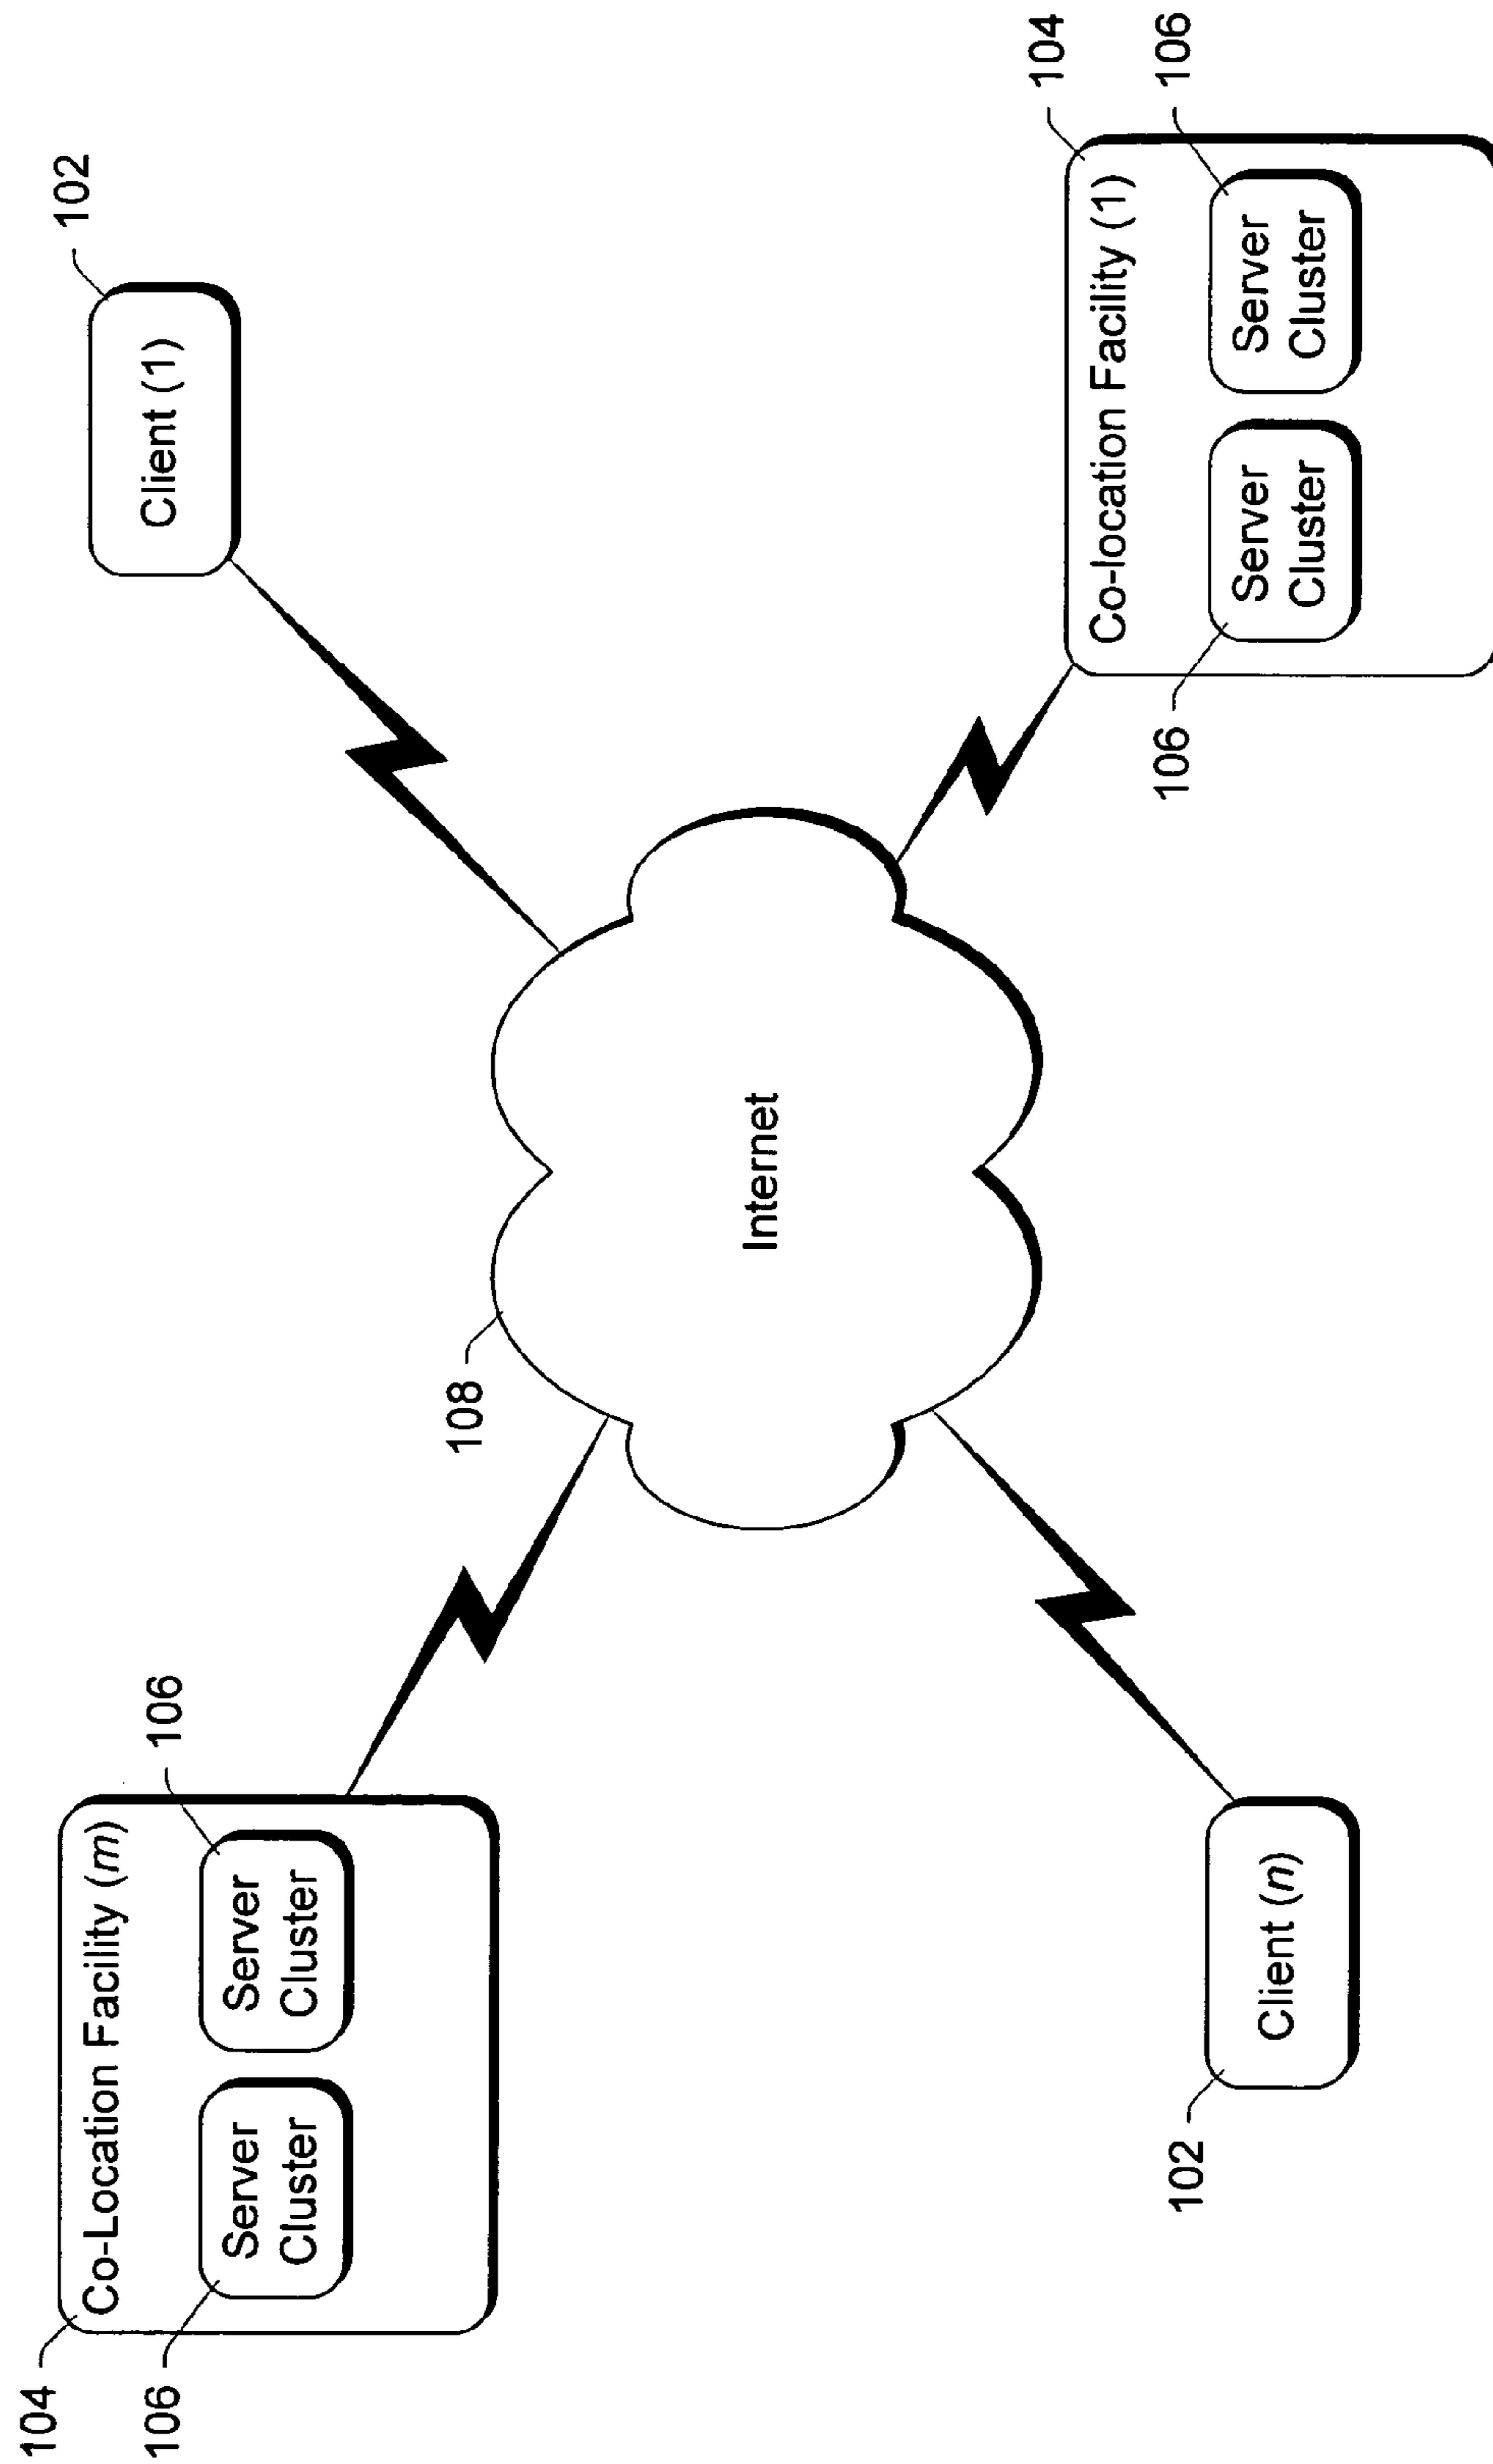 104
Co-Location Facility (m)
106
106
Server
Cluster
Server
Cluster
102
Client (1)
108
Internet
104
Co-location Facility (1)
106
106
Server
Cluster
Server
Cluster
102
Client (n)